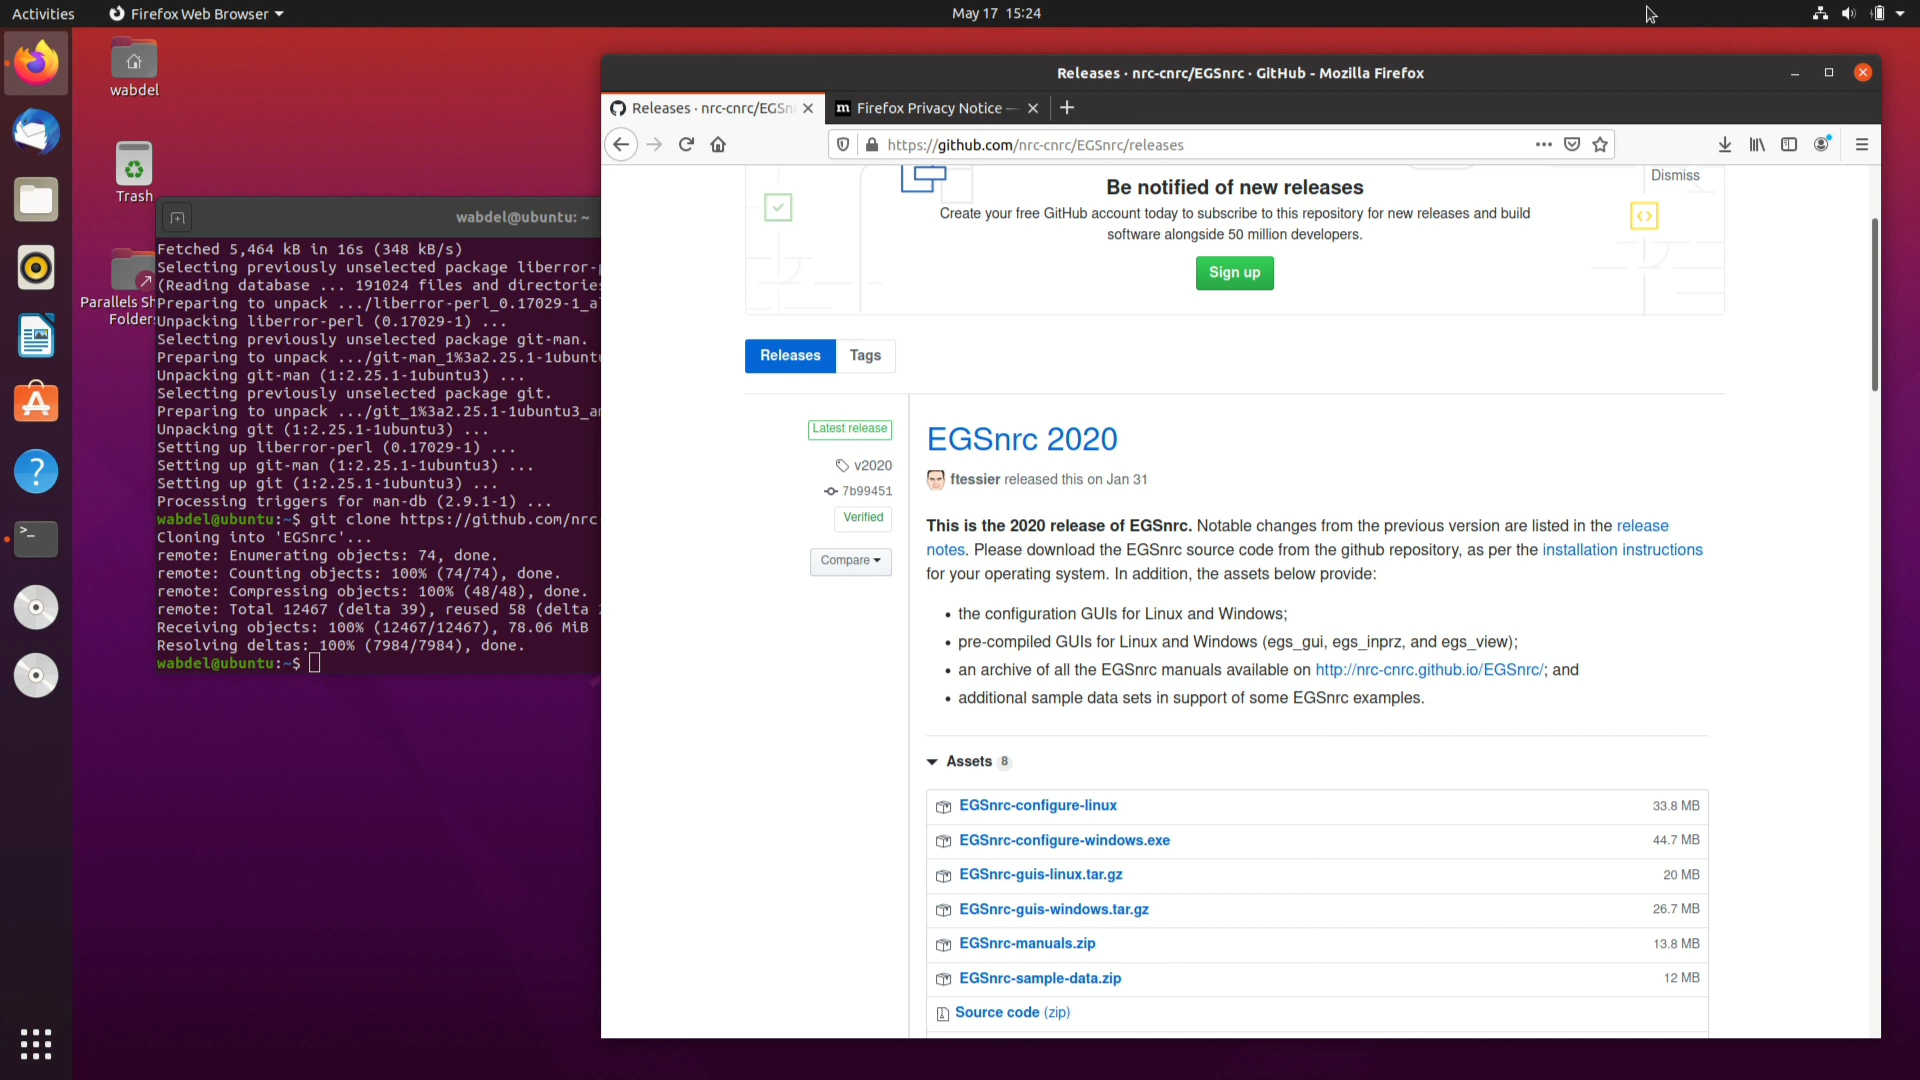 Activities
Firefox Web Browser
May 17 15:24
wabdel
Trash
Parallels Sh
Folders
wabdel@ubuntu: ~
Fetched 5,464 kB in 16s (348 kB/s)
Selecting previously unselected package liberror-p
(Reading database ... 191024 files and directories
Preparing to unpack .../liberror-perl_0.17029-1_al
Unpacking liberror-perl (0.17029-1) ...
Selecting previously unselected package git-man.
Preparing to unpack .../git-man_1%3a2.25.1-1ubuntu
Unpacking git-man (1:2.25.1-1ubuntu3) ...
Selecting previously unselected package git.
Preparing to unpack .../git_1%3a2.25.1-1ubuntu3_am
Unpacking git (1:2.25.1-1ubuntu3) ...
Setting up liberror-perl (0.17029-1) ...
Setting up git-man (1:2.25.1-1ubuntu3) ...
Setting up git (1:2.25.1-1ubuntu3) ...
Processing triggers for man-db (2.9.1-1) ...
wabdel@ubuntu:~$ git clone https://github.com/nrc
Cloning into 'EGSnrc'...
remote: Enumerating objects: 74, done.
remote: Counting objects: 100% (74/74), done.
remote: Compressing objects: 100% (48/48), done.
remote: Total 12467 (delta 39), reused 58 (delta 2
Receiving objects: 100% (12467/12467), 78.06 MiB
Resolving deltas: 100% (7984/7984), done.
wabdel@ubuntu:~$
Releases · nrc-cnrc/EGSnrc · GitHub - Mozilla Firefox
Releases · nrc-cnrc/EGSnr
m Firefox Privacy Notice —
https://github.com/nrc-cnrc/EGSnrc/releases
Dismiss
Be notified of new releases
Create your free GitHub account today to subscribe to this repository for new releases and build
software alongside 50 million developers.
Sign up
Releases
Tags
Latest release
v2020
7b99451
Verified
Compare
EGSnrc 2020
ftessier released this on Jan 31
This is the 2020 release of EGSnrc. Notable changes from the previous version are listed in the release
notes. Please download the EGSnrc source code from the github repository, as per the installation instructions
for your operating system. In addition, the assets below provide:
• the configuration GUIs for Linux and Windows;
• pre-compiled GUIs for Linux and Windows (egs_gui, egs_inprz, and egs_view);
• an archive of all the EGSnrc manuals available on http://nrc-cnrc.github.io/EGSnrc/; and
• additional sample data sets in support of some EGSnrc examples.
Assets 8
EGSnrc-configure-linux 33.8 MB
EGSnrc-configure-windows.exe 44.7 MB
EGSnrc-guis-linux.tar.gz 20 MB
EGSnrc-guis-windows.tar.gz 26.7 MB
EGSnrc-manuals.zip 13.8 MB
EGSnrc-sample-data.zip 12 MB
Source code (zip)